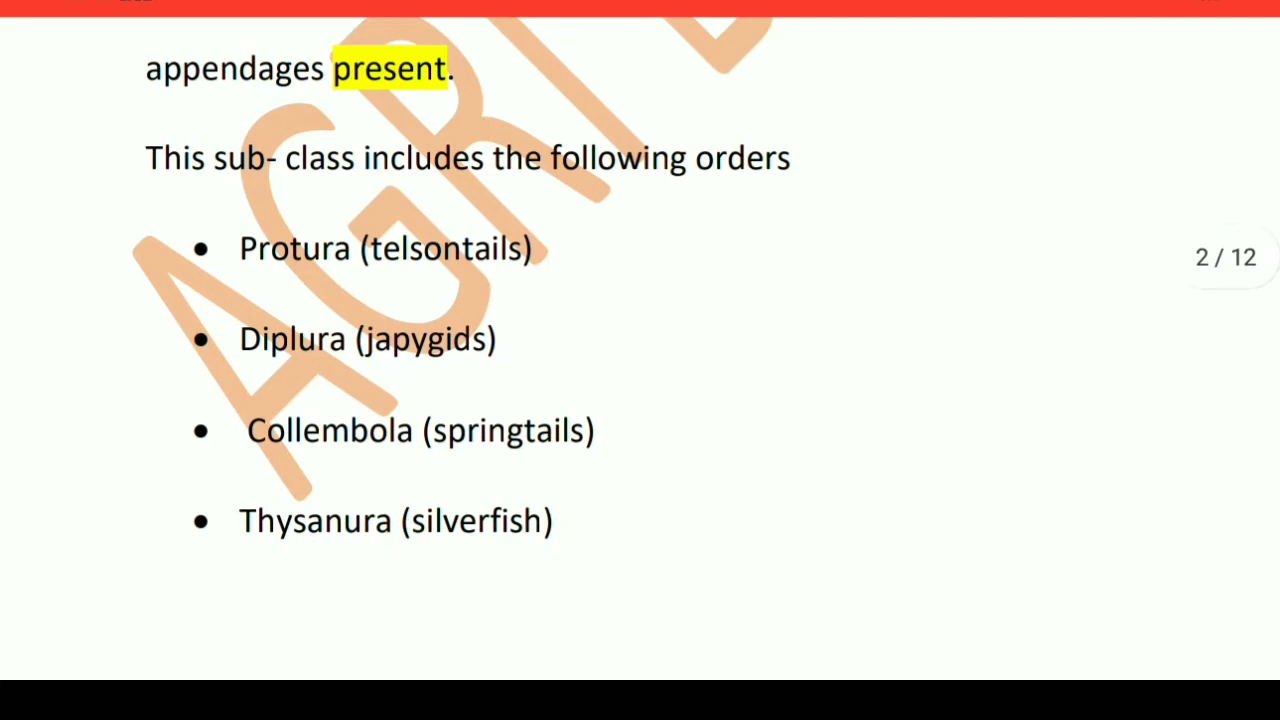 appendages present.
This sub- class includes the following orders
• Protura (telsontails)
• Diplura (japygids)
2 / 12
• Collembola (springtails)
• Thysanura (silverfish)
AGRI